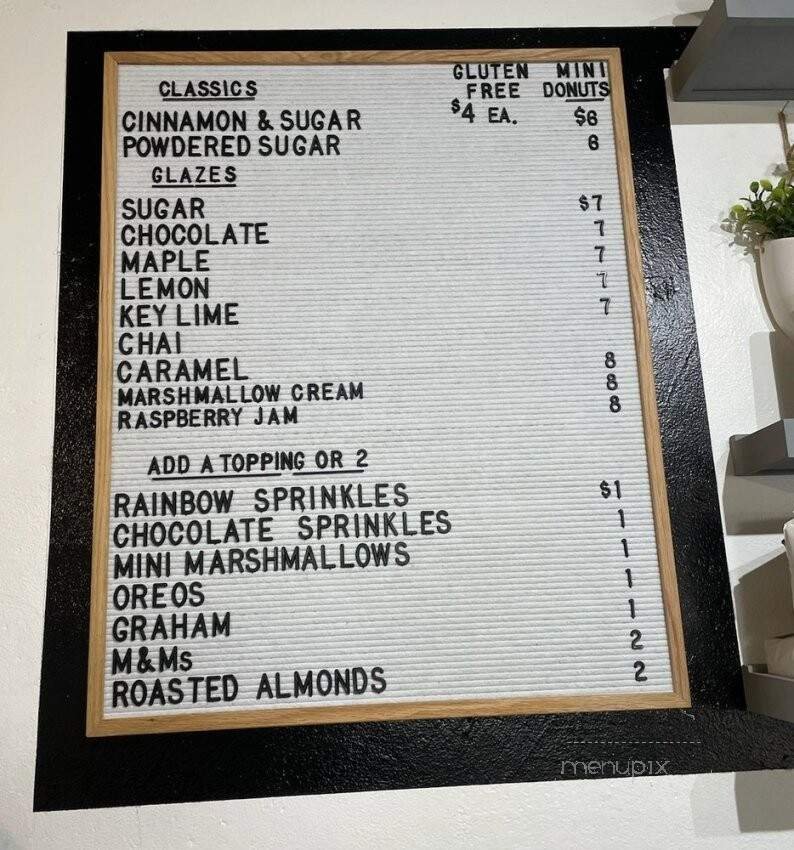 GLUTEN MINI
CLASSICS FREE DONUTS
CINNAMON & SUGAR $4 EA. $6
POWDERED SUGAR 6
GLAZES
SUGAR $7
CHOCOLATE 7
MAPLE 7
LEMON 7
KEY LIME 7
CHAI
CARAMEL 8
MARSHMALLOW CREAM 8
RASPBERRY JAM 8
ADD A TOPPING OR 2
RAINBOW SPRINKLES $1
CHOCOLATE SPRINKLES 1
MINI MARSHMALLOWS 1
OREOS 1
GRAHAM 1
M&Ms 2
ROASTED ALMONDS 2
menupix